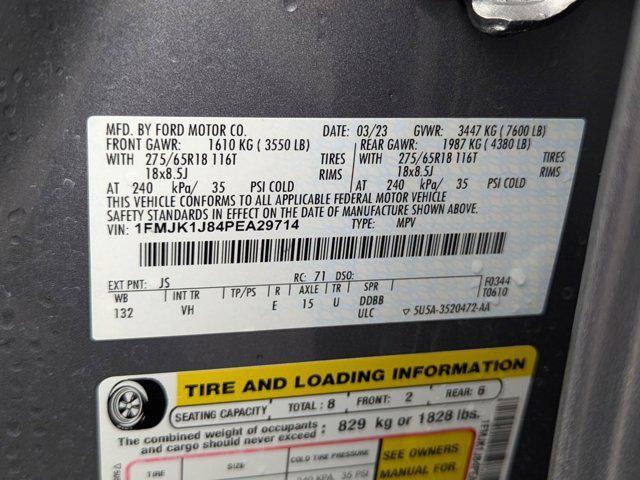 MFD. BY FORD MOTOR CO. DATE: 03/23 GVWR: 3447 KG ( 7600 LB)
FRONT GAWR: 1610 KG ( 3550 LB) REAR GAWR: 1987 KG ( 4380 LB)
WITH 275/65R18 116T TIRES WITH 275/65R18 116T TIRES
18x8.5J RIMS 18x8.5J RIMS
AT 240 kPa/ 35 PSI COLD AT 240 kPa/ 35 PSI COLD
THIS VEHICLE CONFORMS TO ALL APPLICABLE FEDERAL MOTOR VEHICLE
SAFETY STANDARDS IN EFFECT ON THE DATE OF MANUFACTURE SHOWN ABOVE.
VIN: 1FMJK1J84PEA29714 TYPE: MPV
EXT PNT: JS RC: 71 DSO: F0344
WB INT TR TP/PS R AXLE TR SPR T0610
132 VH E 15 U DDBB
ULC ▽ 5U5A-3520472-AA
TIRE AND LOADING INFORMATION
SEATING CAPACITY TOTAL : 8 FRONT: 2 REAR: 6
The combined weight of occupants and cargo should never exceed : 829 kg or 1828 lbs.
TIRE SIZE COLD TIRE PRESSURE SEE OWNERS
240 KPA, 35 PSI MANUAL FOR